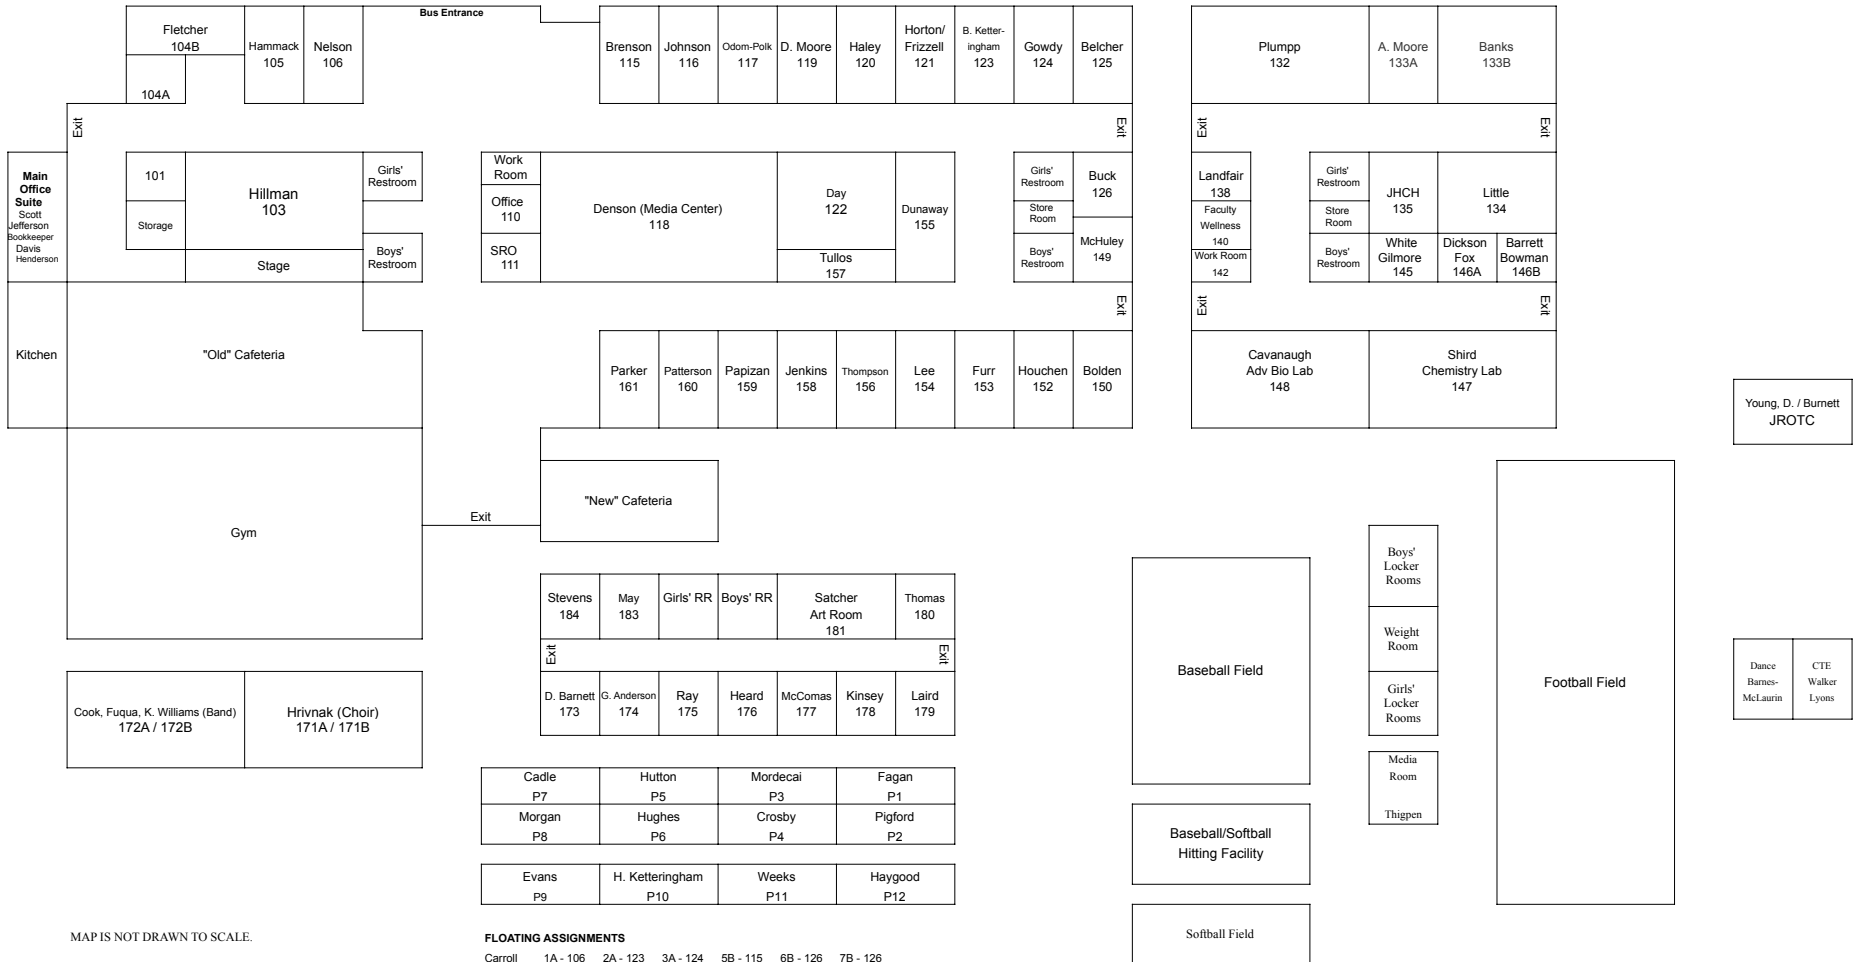 Bus Entrance
Fletcher
104B
104A
Hammack
105
Nelson
106
Brenson
115
Johnson
116
Odom-Polk
117
D. Moore
119
Haley
120
Horton/
Frizzell
121
B. Ketter-
ingham
123
Gowdy
124
Belcher
125
Plumpp
132
A. Moore
133A
Banks
133B
Exit
Exit
Exit
Exit
Main
Office
Suite
Scott
Jefferson
Bookkeeper
Davis
Henderson
101
Storage
Hillman
103
Stage
Girls'
Restroom
Boys'
Restroom
Work
Room
Office
110
SRO
111
Denson (Media Center)
118
Day
122
Tullos
157
Dunaway
155
Girls'
Restroom
Store
Room
Boys'
Restroom
Buck
126
McHuley
149
Landfair
138
Faculty
Wellness
140
Work Room
142
Girls'
Restroom
Store
Room
Boys'
Restroom
JHCH
135
Little
134
White
Gilmore
145
Dickson
Fox
146A
Barrett
Bowman
146B
Exit
Exit
Exit
Kitchen
"Old" Cafeteria
Parker
161
Patterson
160
Papizan
159
Jenkins
158
Thompson
156
Lee
154
Furr
153
Houchen
152
Bolden
150
Cavanaugh
Adv Bio Lab
148
Shird
Chemistry Lab
147
Young, D. / Burnett
JROTC
Gym
Exit
"New" Cafeteria
Boys'
Locker
Rooms
Weight
Room
Girls'
Locker
Rooms
Media
Room
Thigpen
Stevens
184
May
183
Girls' RR
Boys' RR
Satcher
Art Room
181
Thomas
180
Exit
Exit
Baseball Field
Football Field
Dance
Barnes-
McLaurin
CTE
Walker
Lyons
Cook, Fuqua, K. Williams (Band)
172A / 172B
Hrivnak (Choir)
171A / 171B
D. Barnett
173
G. Anderson
174
Ray
175
Heard
176
McComas
177
Kinsey
178
Laird
179
Cadle
P7
Hutton
P5
Mordecai
P3
Fagan
P1
Morgan
P8
Hughes
P6
Crosby
P4
Pigford
P2
Baseball/Softball
Hitting Facility
Evans
P9
H. Ketteringham
P10
Weeks
P11
Haygood
P12
Softball Field
MAP IS NOT DRAWN TO SCALE.
FLOATING ASSIGNMENTS
Carroll 1A - 106 2A - 123 3A - 124 5B - 115 6B - 126 7B - 126